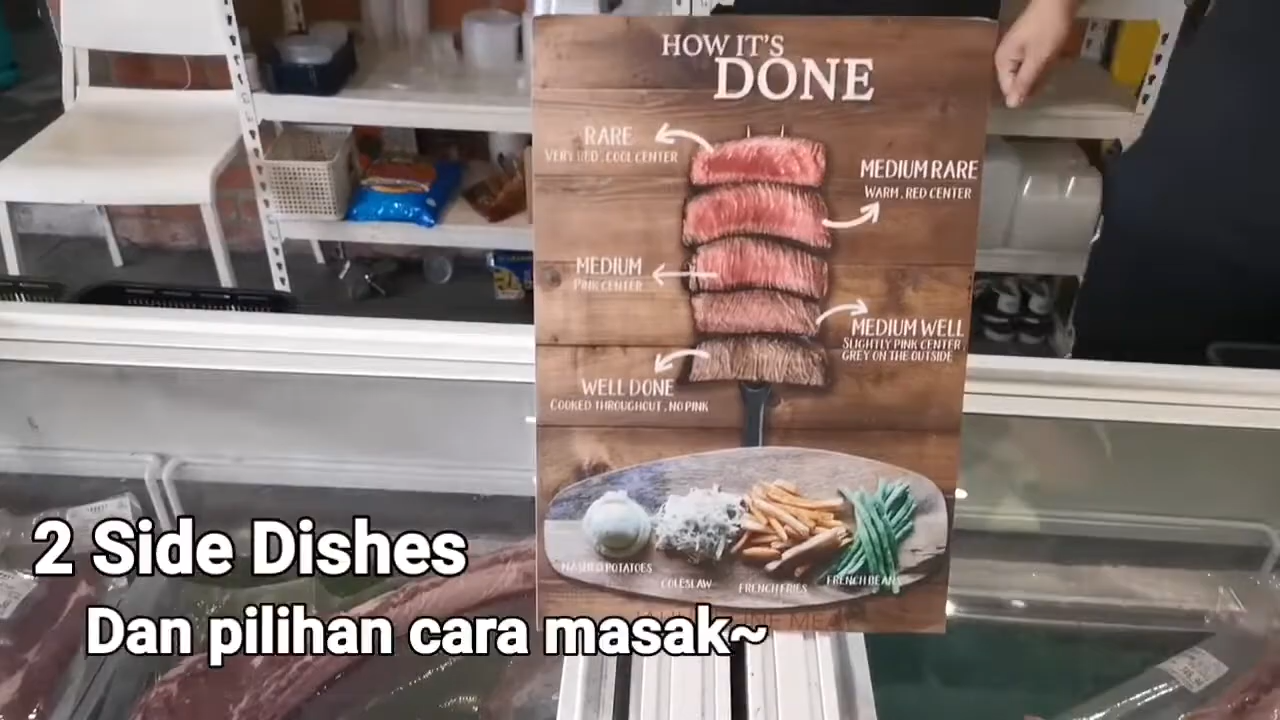 HOW IT'S
DONE
RARE
VERY RED . COOL CENTER
MEDIUM RARE
WARM . RED CENTER
MEDIUM
PINK CENTER
MEDIUM WELL
SLIGHTLY PINK CENTER
GREY ON THE OUTSIDE
WELL DONE
COOKED THROUGHOUT . NO PINK
MASHED POTATOES
COLESLAW
FRENCH FRIES
FRENCH BEANS
2 Side Dishes
Dan pilihan cara masak~